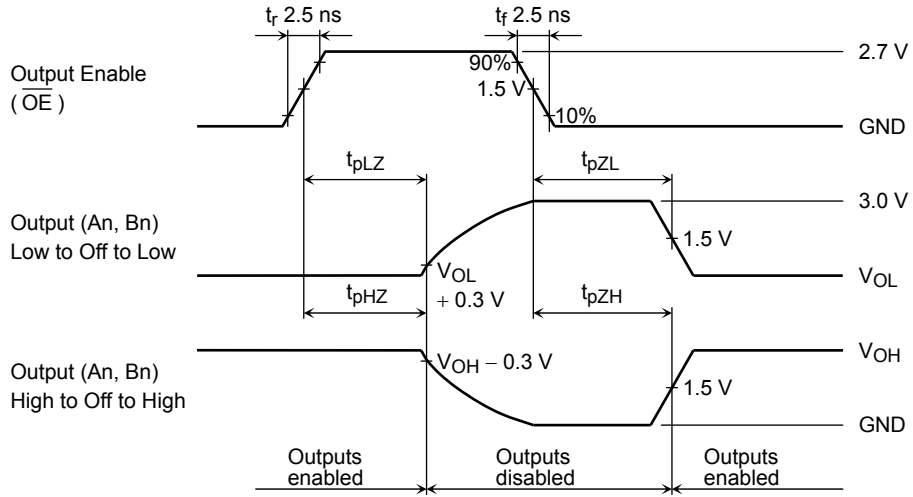 tr 2.5 ns
tf 2.5 ns
2.7 V
Output Enable
( OE )
90%
1.5 V
10%
GND
tpLZ
tpZL
3.0 V
Output (An, Bn)
Low to Off to Low
1.5 V
VOL
+ 0.3 V
VOL
tpHZ
tpZH
VOH
Output (An, Bn)
High to Off to High
VOH − 0.3 V
1.5 V
GND
Outputs
enabled
Outputs
disabled
Outputs
enabled